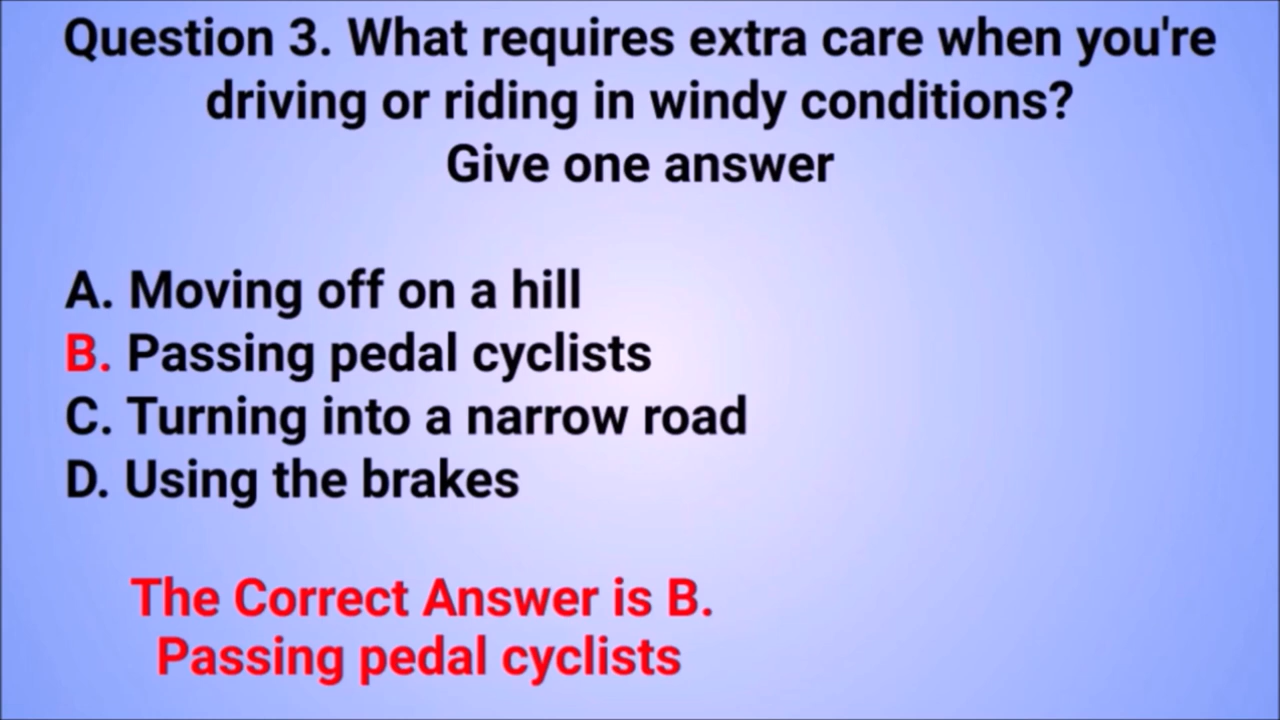 Question 3. What requires extra care when you're
driving or riding in windy conditions?
Give one answer
A. Moving off on a hill
B. Passing pedal cyclists
C. Turning into a narrow road
D. Using the brakes
The Correct Answer is B.
Passing pedal cyclists